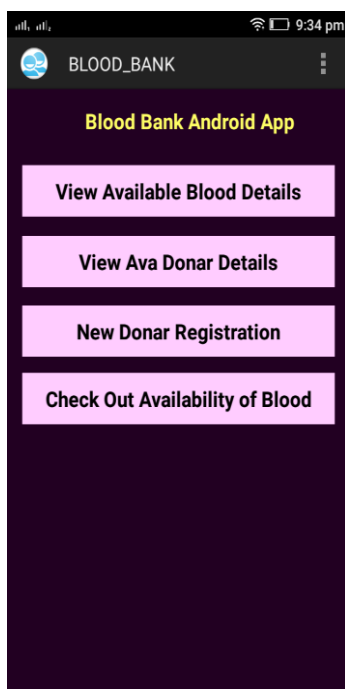 9:34 pm
BLOOD_BANK
Blood Bank Android App
View Available Blood Details
View Ava Donar Details
New Donar Registration
Check Out Availability of Blood